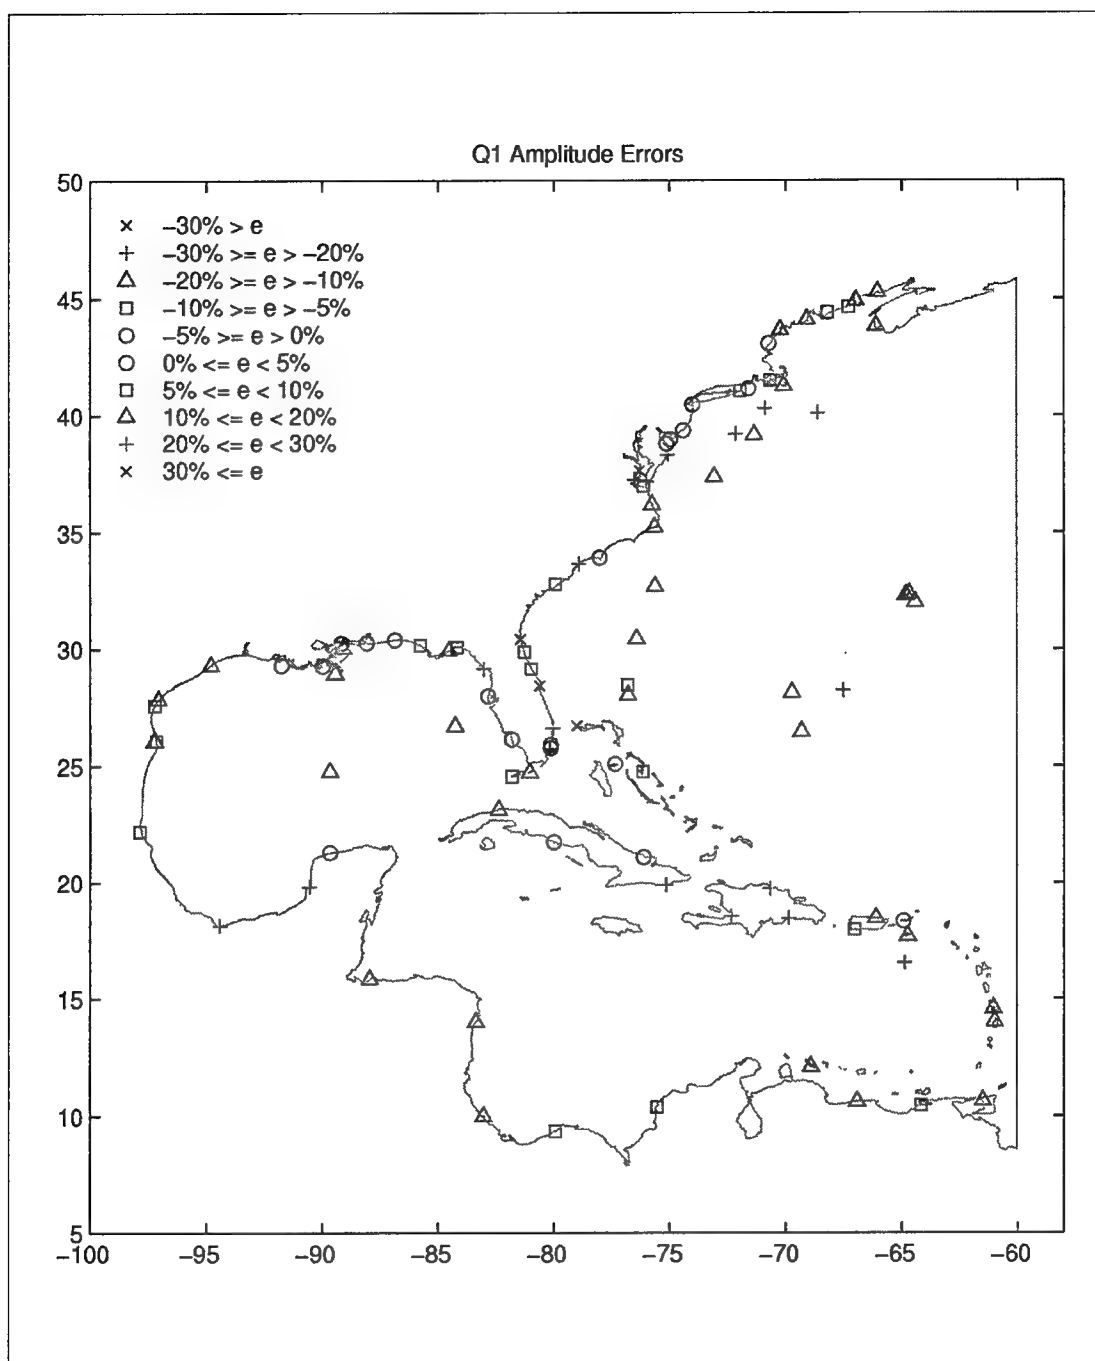 Q1 Amplitude Errors
50
45
40
35
30
25
20
15
10
5
× −30% > e
+ −30% >= e > −20%
△ −20% >= e > −10%
□ −10% >= e > −5%
○ −5% >= e > 0%
○ 0% <= e < 5%
□ 5% <= e < 10%
△ 10% <= e < 20%
+ 20% <= e < 30%
× 30% <= e
−100 −95 −90 −85 −80 −75 −70 −65 −60